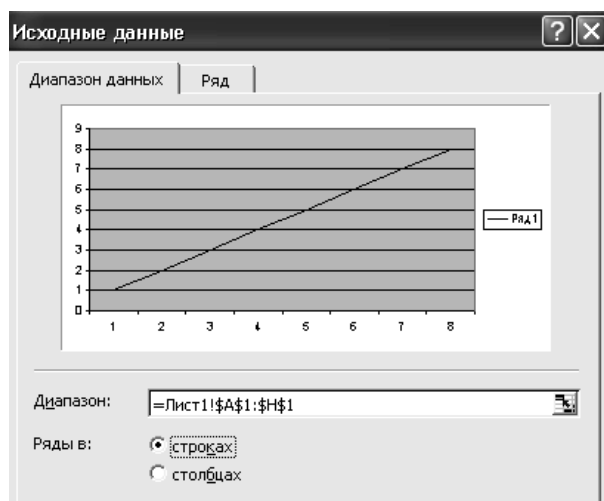 Исходные данные
Диапазон данных Ряд
9
8
7
6
5
4
3
2
1
0
1 2 3 4 5 6 7 8
Ряд1
Диапазон: =Лист1!$A$1:$H$1
Ряды в: строках
столбцах